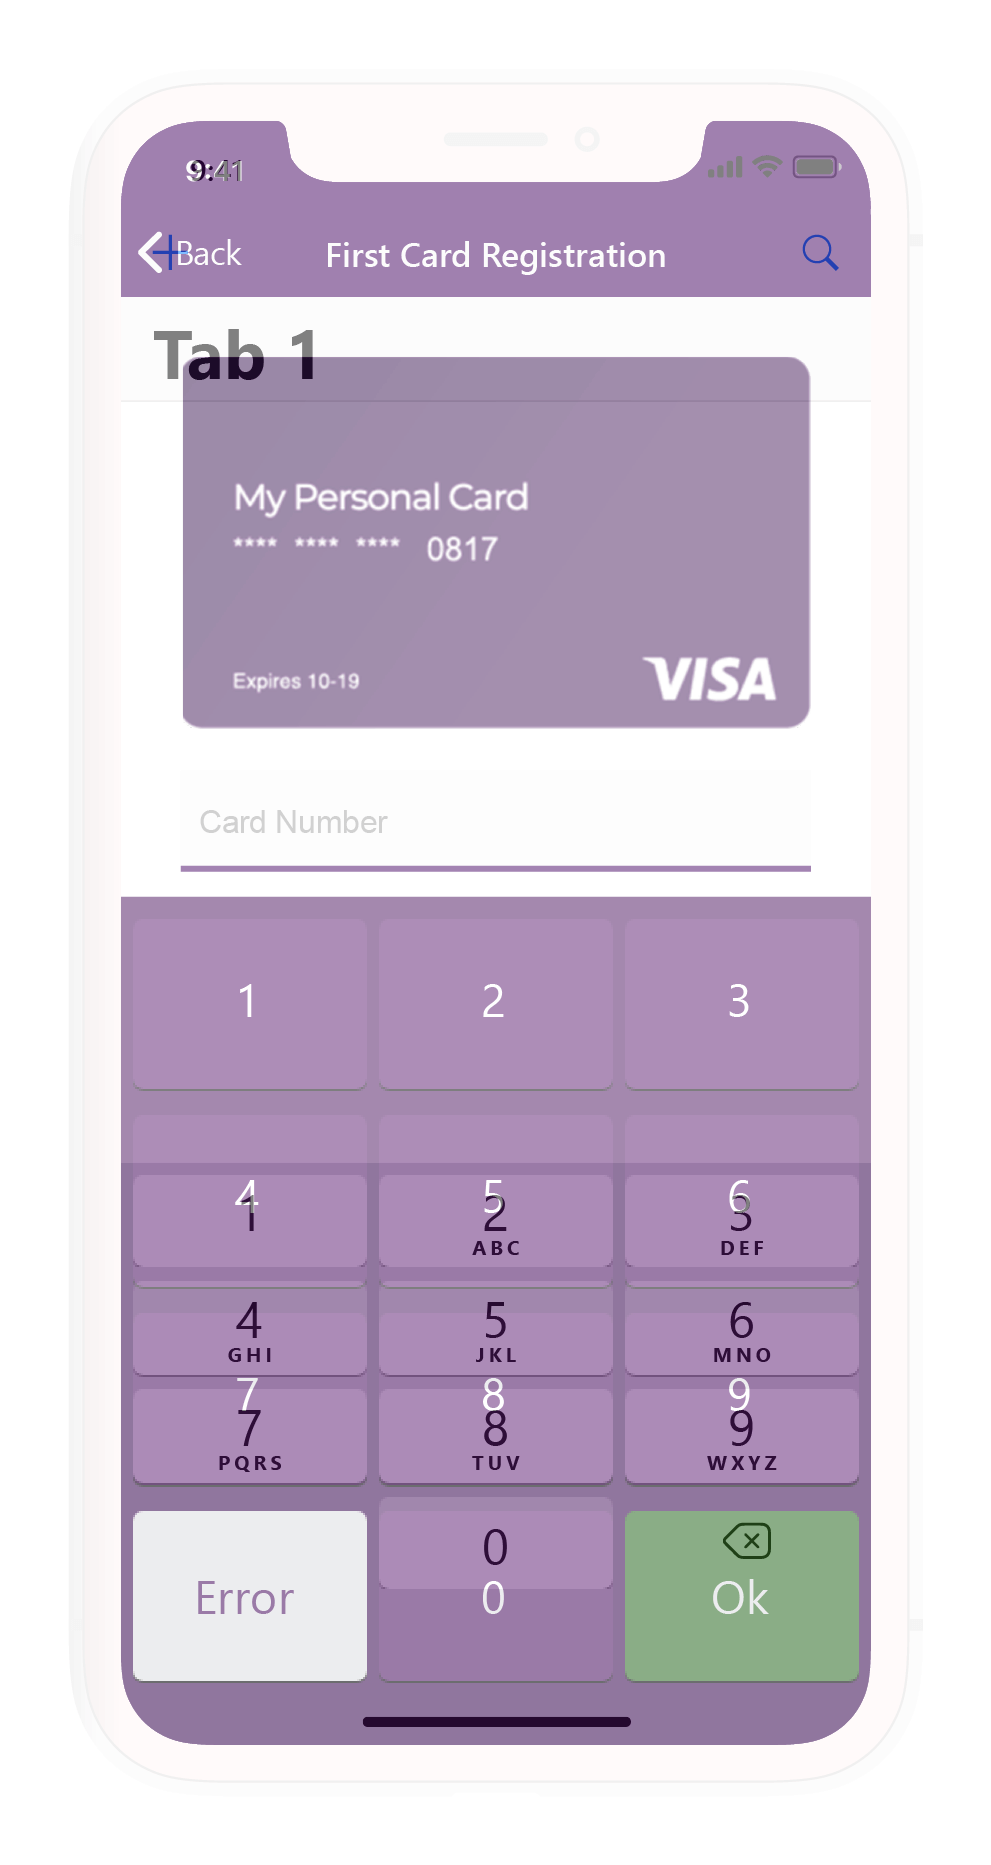 9:41
Back First Card Registration
Tab 1
My Personal Card
**** **** **** 0817
Expires 10-19 VISA
Card Number
1 2 3
4 5 6
1 2 3
ABC DEF
4 5 6
GHI JKL MNO
7 8 9
7 8 9
PQRS TUV WXYZ
0
Error 0 Ok